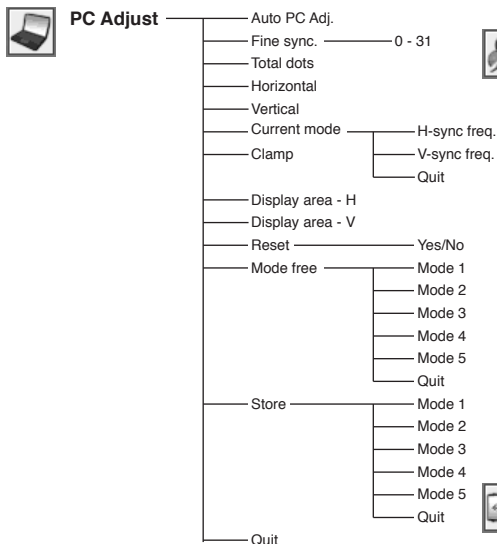 PC Adjust
Auto PC Adj.
Fine sync. 0 - 31
Total dots
Horizontal
Vertical
Current mode H-sync freq.
Clamp V-sync freq.
Quit
Display area - H
Display area - V
Reset Yes/No
Mode free Mode 1
Mode 2
Mode 3
Mode 4
Mode 5
Quit
Store Mode 1
Mode 2
Mode 3
Mode 4
Mode 5
Quit
Quit